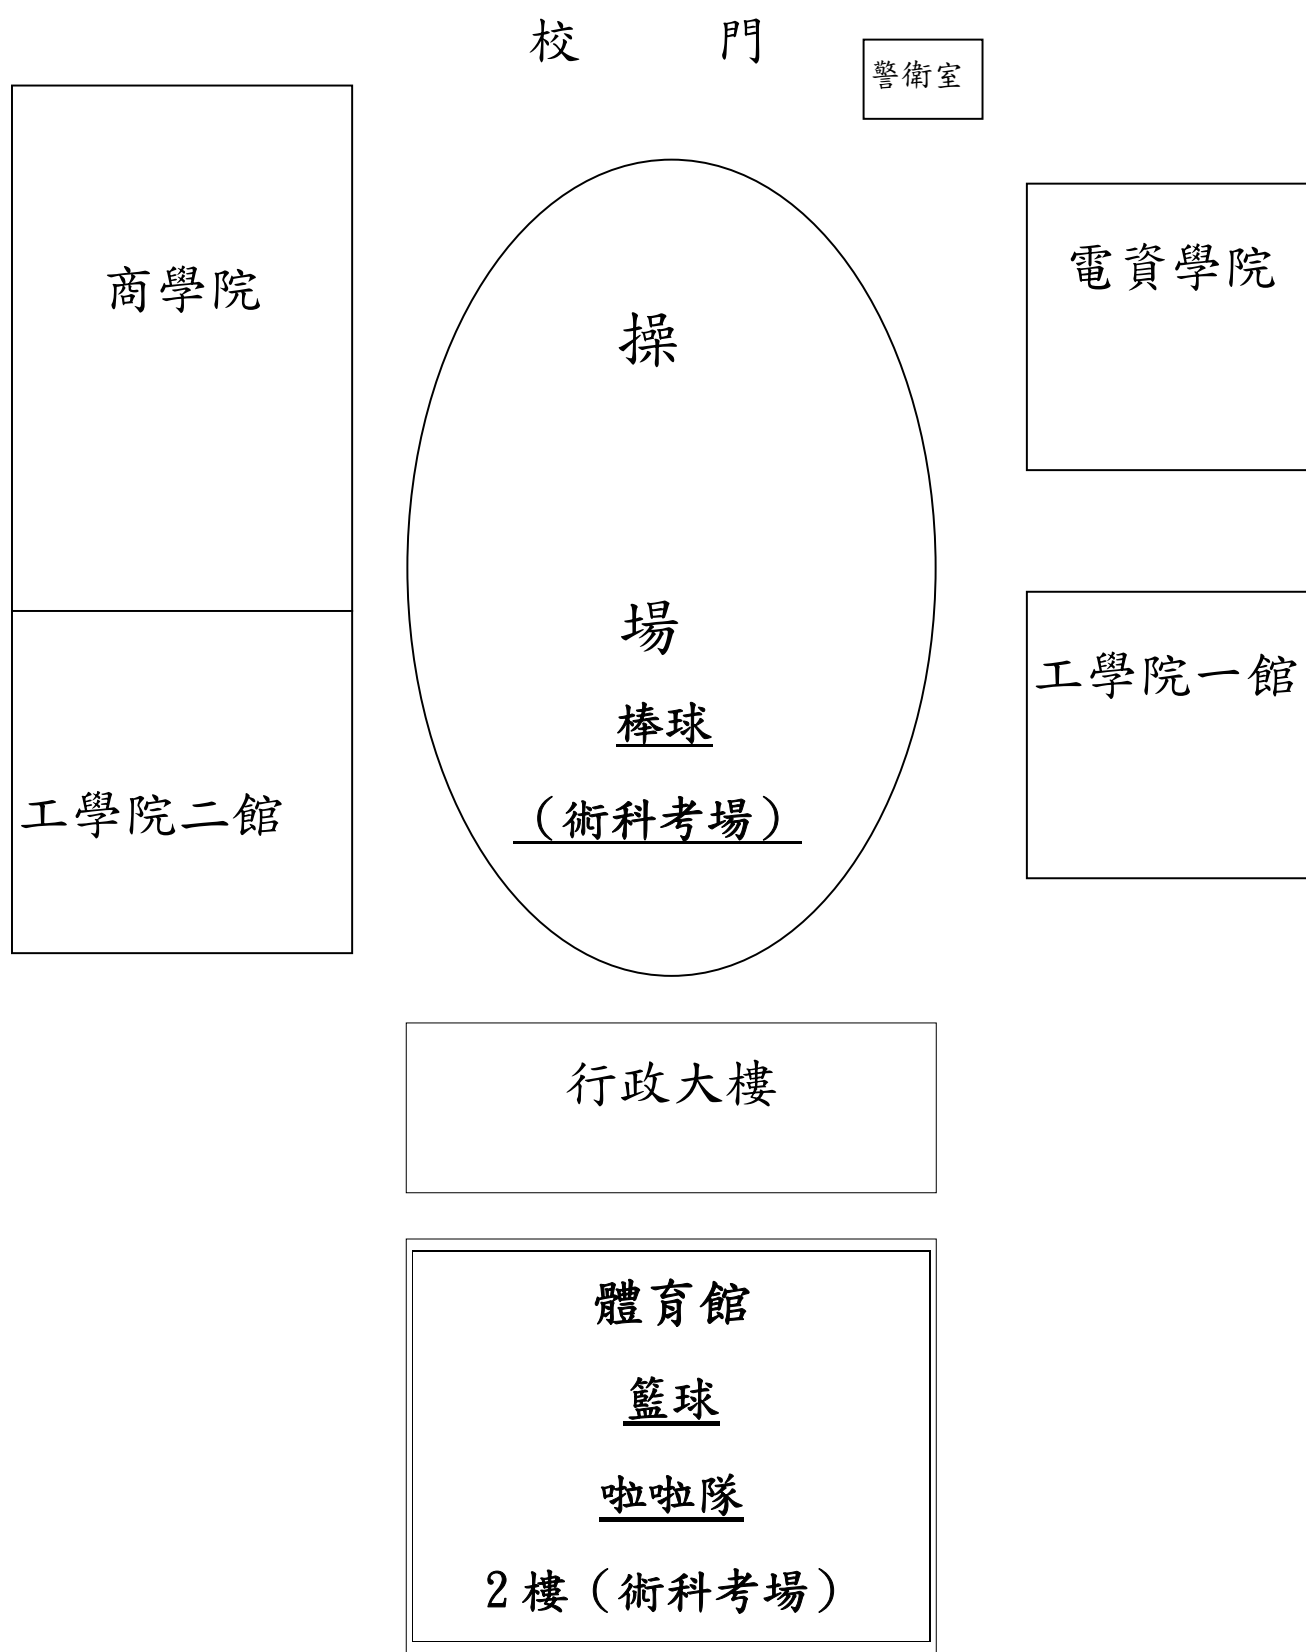 校 門
警衛室
商學院
電資學院
操
場
工學院一館
棒球
工學院二館
（術科考場）
行政大樓
體育館
籃球
啦啦隊
2樓（術科考場）